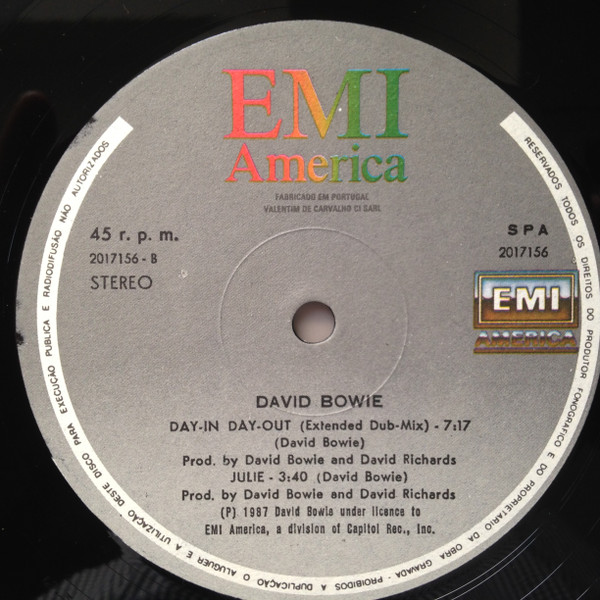 EMI
America
FABRICADO EM PORTUGAL
VALENTIM DE CARVALHO CI SARL
45 r. p. m.
2017156 - B
STEREO
SPA
2017156
EMI
AMERICA
DAVID BOWIE
DAY-IN DAY-OUT (Extended Dub-Mix) - 7:17
(David Bowie)
Prod. by David Bowie and David Richards
JULIE - 3:40 (David Bowie)
Prod. by David Bowie and David Richards
(P) 1987 David Bowie under licence to
EMI America, a division of Capitol Rec., Inc.
RESERVADOS TODOS OS DIREITOS DO PRODUTOR FONOGRÁFICO E DO PROPRIETARIO DA OBRA GRAVADA - PROIBIDOS A DUPLICAÇÃO O ALUGUER E A UTILIZAÇÃO DESTE DISCO PARA EXECUÇÃO PUBLICA E RADIODIFUSÃO NÃO AUTORIZADOS